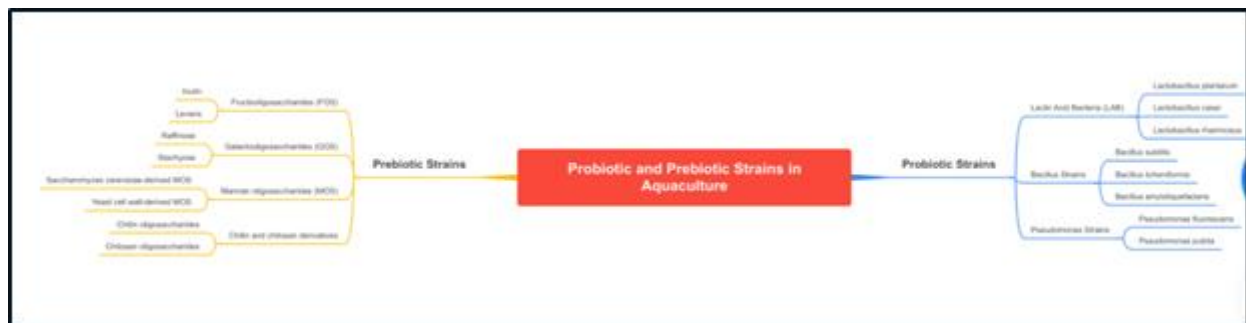 Probiotic and Prebiotic Strains in
Aquaculture
Prebiotic Strains
Fructooligosaccharides (FOS)
Inulin
Levans
Galactooligosaccharides (GOS)
Raffinose
Stachyose
Mannan oligosaccharides (MOS)
Saccharomyces cerevisiae-derived MOS
Yeast cell wall-derived MOS
Chitin and chitosan derivatives
Chitin oligosaccharides
Chitosan oligosaccharides
Probiotic Strains
Lactic Acid Bacteria (LAB)
Lactobacillus plantarum
Lactobacillus casei
Lactobacillus rhamnosus
Bacillus Strains
Bacillus subtilis
Bacillus licheniformis
Bacillus amyloliquefaciens
Pseudomonas Strains
Pseudomonas fluorescens
Pseudomonas putida